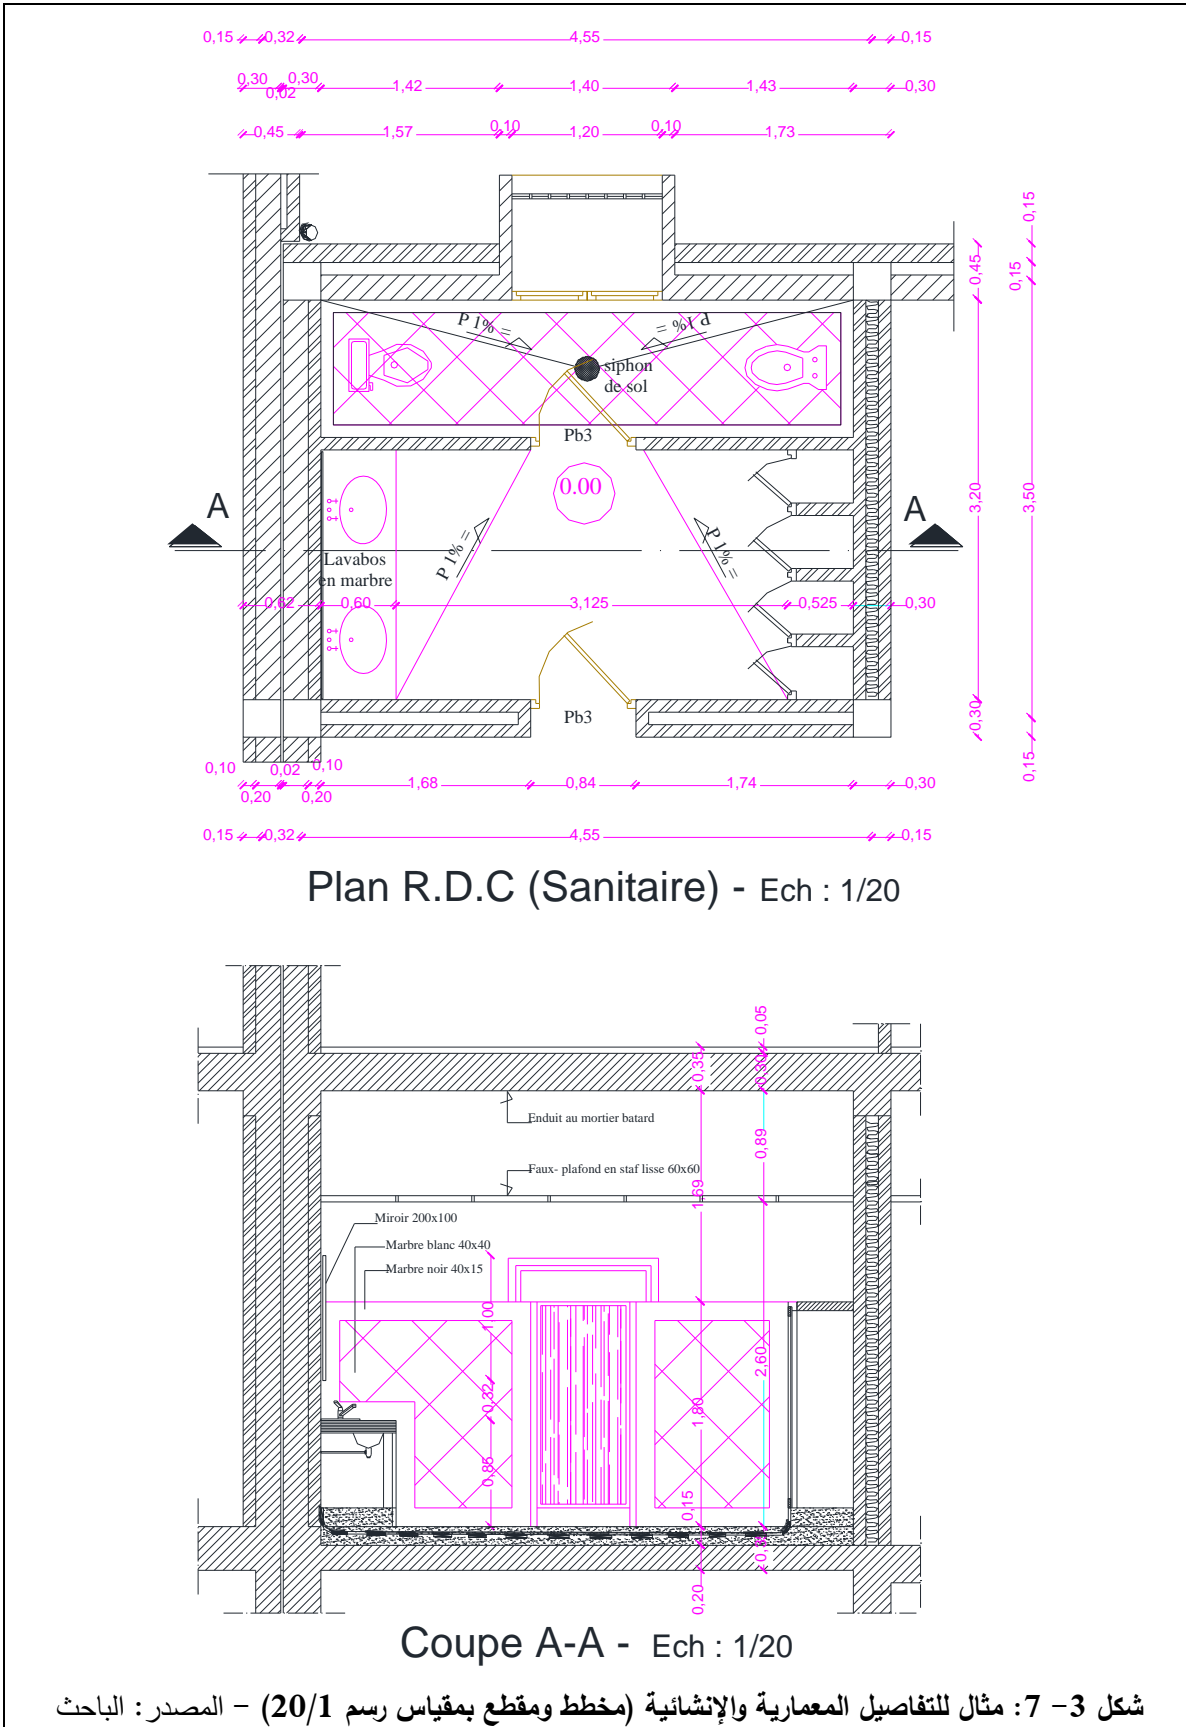 0,15 0,32 4,55 0,15
0,30 0,02 0,30 1,42 1,40 1,43 0,30
0,45 1,57 0,10 1,20 0,10 1,73
0,15
0,45
0,15
P 1% =
P 1% =
siphon
de sol
Pb3
0.00
A
A
3,20
3,50
P 1% =
P 1% =
Lavabos
en marbre
0,62 0,60 3,125 0,525 0,30
Pb3
0,30
0,15
0,10 0,20 0,02 0,20 0,10 1,68 0,84 1,74 0,30
0,15 0,32 4,55 0,15
Plan R.D.C (Sanitaire) - Ech : 1/20
0,05
0,35
0,30
Enduit au mortier batard
0,89
Faux- plafond en staf lisse 60x60
1,69
Miroir 200x100
Marbre blanc 40x40
Marbre noir 40x15
1,00
2,60
0,32
1,80
0,85
0,15
0,20
Coupe A-A - Ech : 1/20
شكل 3- 7: مثال للتفاصيل المعمارية والإنشائية (مخطط ومقطع بمقياس رسم 20/1) - المصدر: الباحث